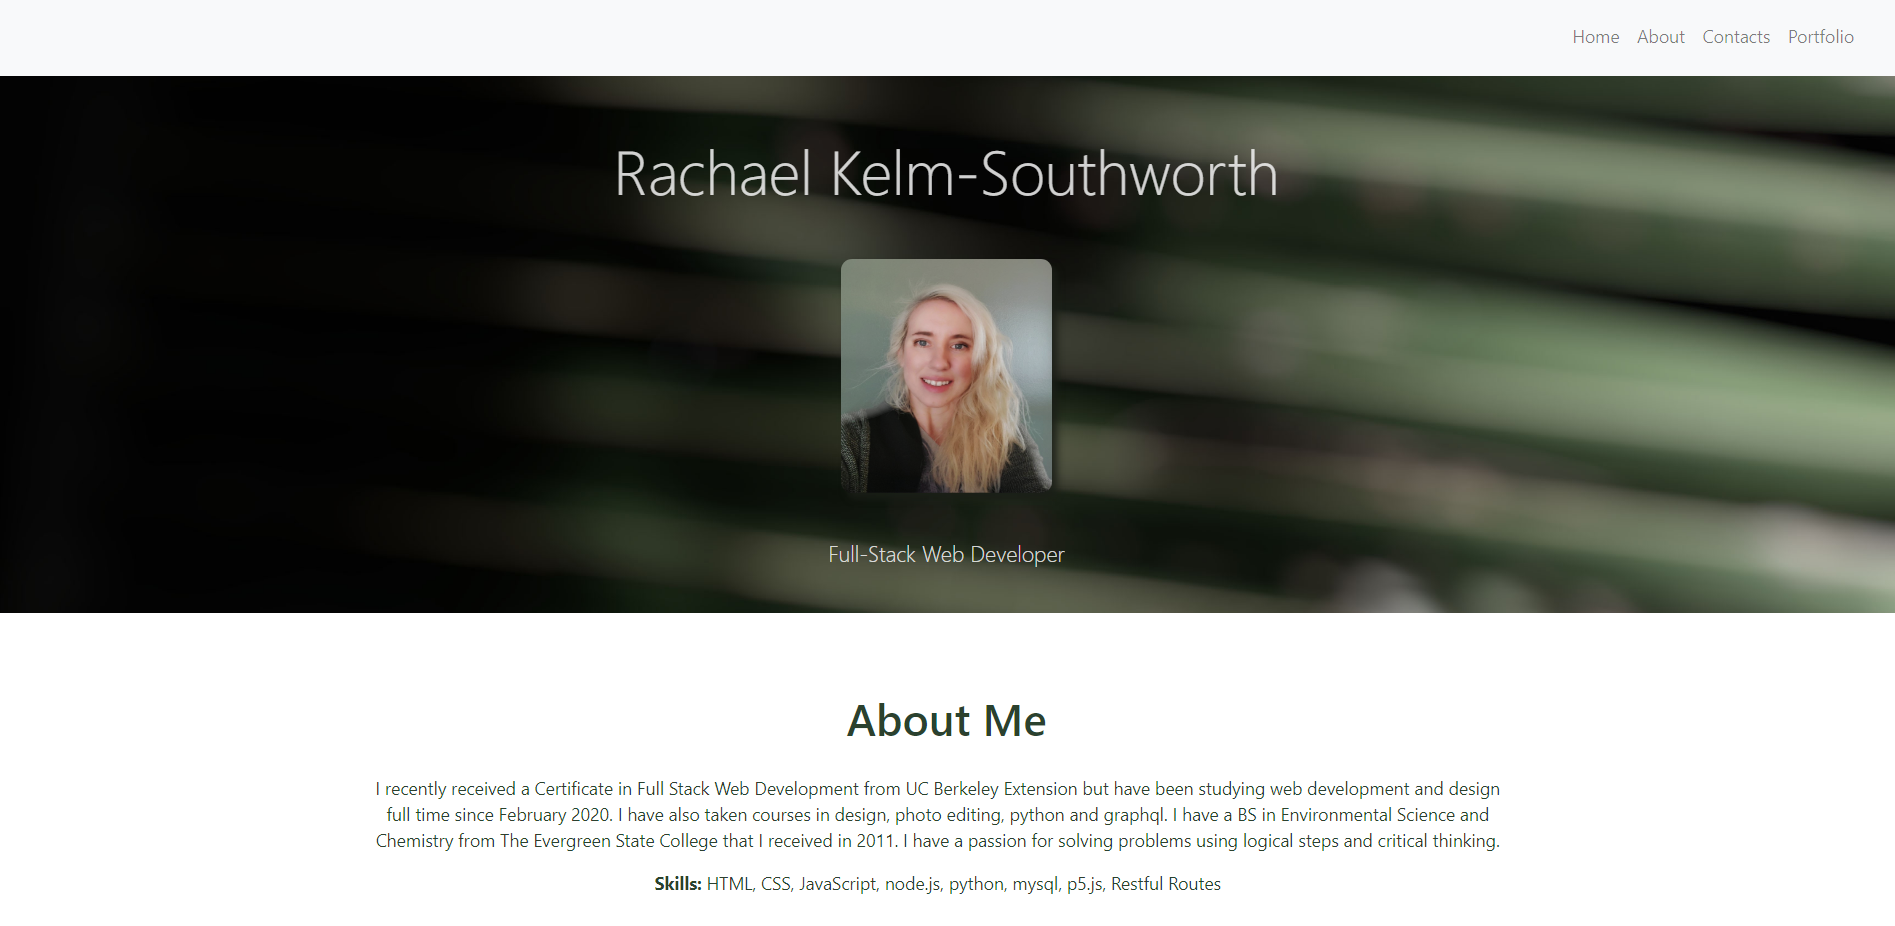 Home About Contacts Portfolio
Rachael Kelm-Southworth
Full-Stack Web Developer
About Me
I recently received a Certificate in Full Stack Web Development from UC Berkeley Extension but have been studying web development and design
full time since February 2020. I have also taken courses in design, photo editing, python and graphql. I have a BS in Environmental Science and
Chemistry from The Evergreen State College that I received in 2011. I have a passion for solving problems using logical steps and critical thinking.
Skills: HTML, CSS, JavaScript, node.js, python, mysql, p5.js, Restful Routes